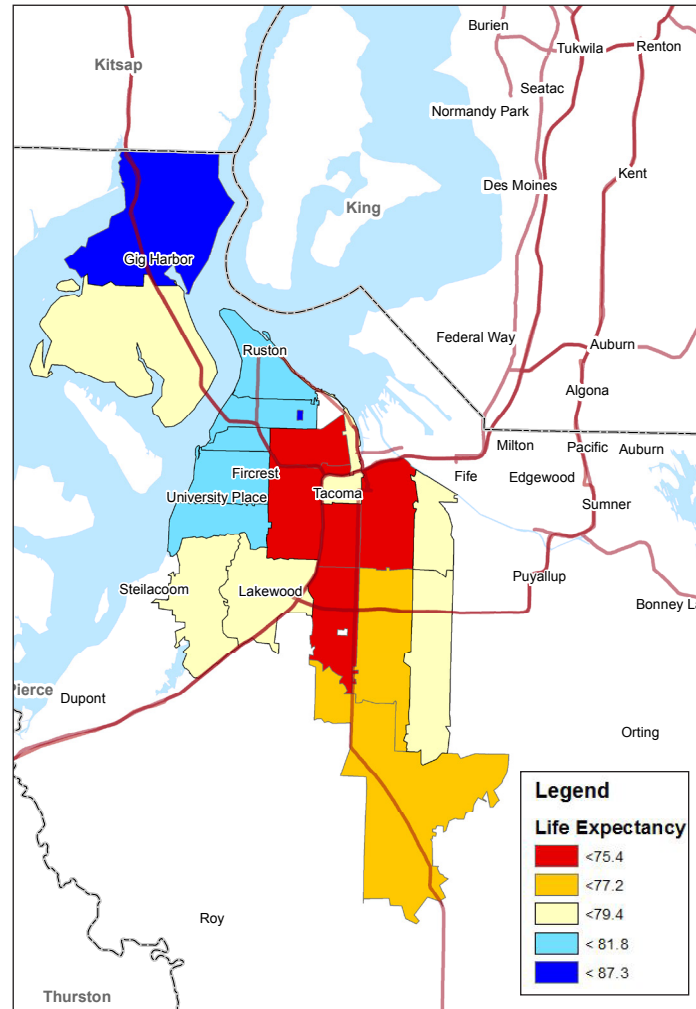 Burien
Tukwila
Renton
Kitsap
Seatac
Normandy Park
Kent
Des Moines
King
Gig Harbor
Federal Way
Auburn
Ruston
Algona
Milton
Pacific
Auburn
Fircrest
Fife
Edgewood
University Place
Tacoma
Sumner
Puyallup
Steilacoom
Lakewood
Bonney La
Pierce
Dupont
Orting
Roy
Thurston
Legend
Life Expectancy
<75.4
<77.2
<79.4
< 81.8
< 87.3